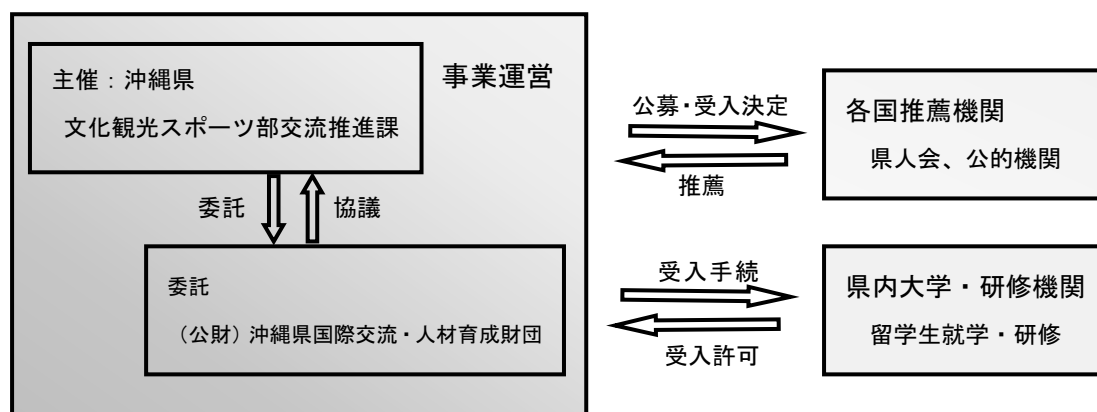 事業運営
主催：沖縄県
文化観光スポーツ部交流推進課
委託
協議
委託
（公財）沖縄県国際交流・人材育成財団
公募・受入決定
推薦
各国推薦機関
県人会、公的機関
受入手続
受入許可
県内大学・研修機関
留学生就学・研修